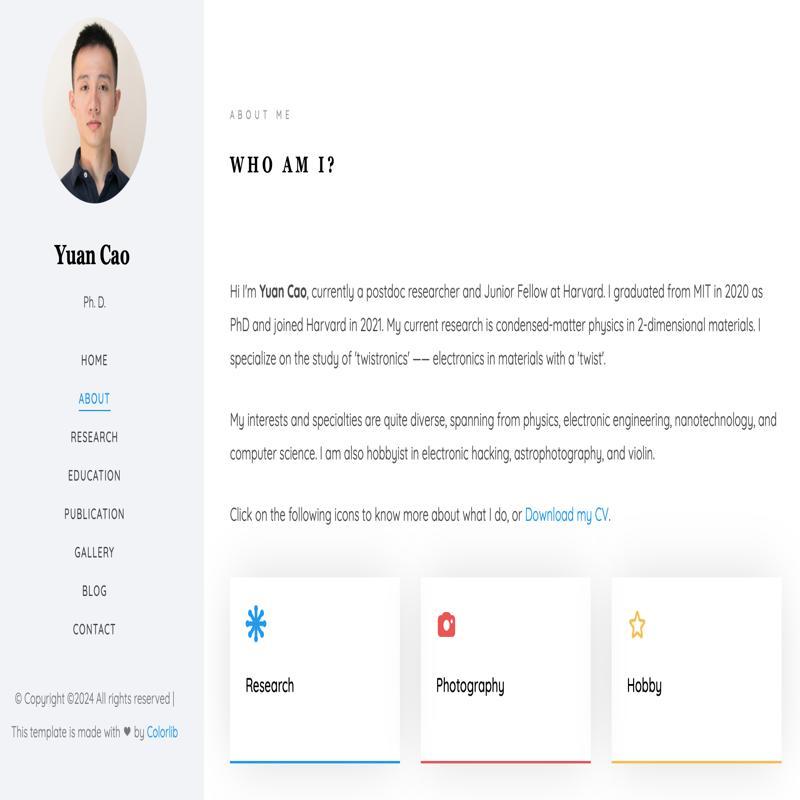 Yuan Cao
Ph. D.
HOME
ABOUT
RESEARCH
EDUCATION
PUBLICATION
GALLERY
BLOG
CONTACT
© Copyright ©2024 All rights reserved |
This template is made with ♥ by Colorlib
ABOUT ME
WHO AM I?
Hi I'm Yuan Cao, currently a postdoc researcher and Junior Fellow at Harvard. I graduated from MIT in 2020 as
PhD and joined Harvard in 2021. My current research is condensed-matter physics in 2-dimensional materials. I
specialize on the study of 'twistronics' —— electronics in materials with a 'twist'.
My interests and specialties are quite diverse, spanning from physics, electronic engineering, nanotechnology, and
computer science. I am also hobbyist in electronic hacking, astrophotography, and violin.
Click on the following icons to know more about what I do, or Download my CV.
Research
Photography
Hobby